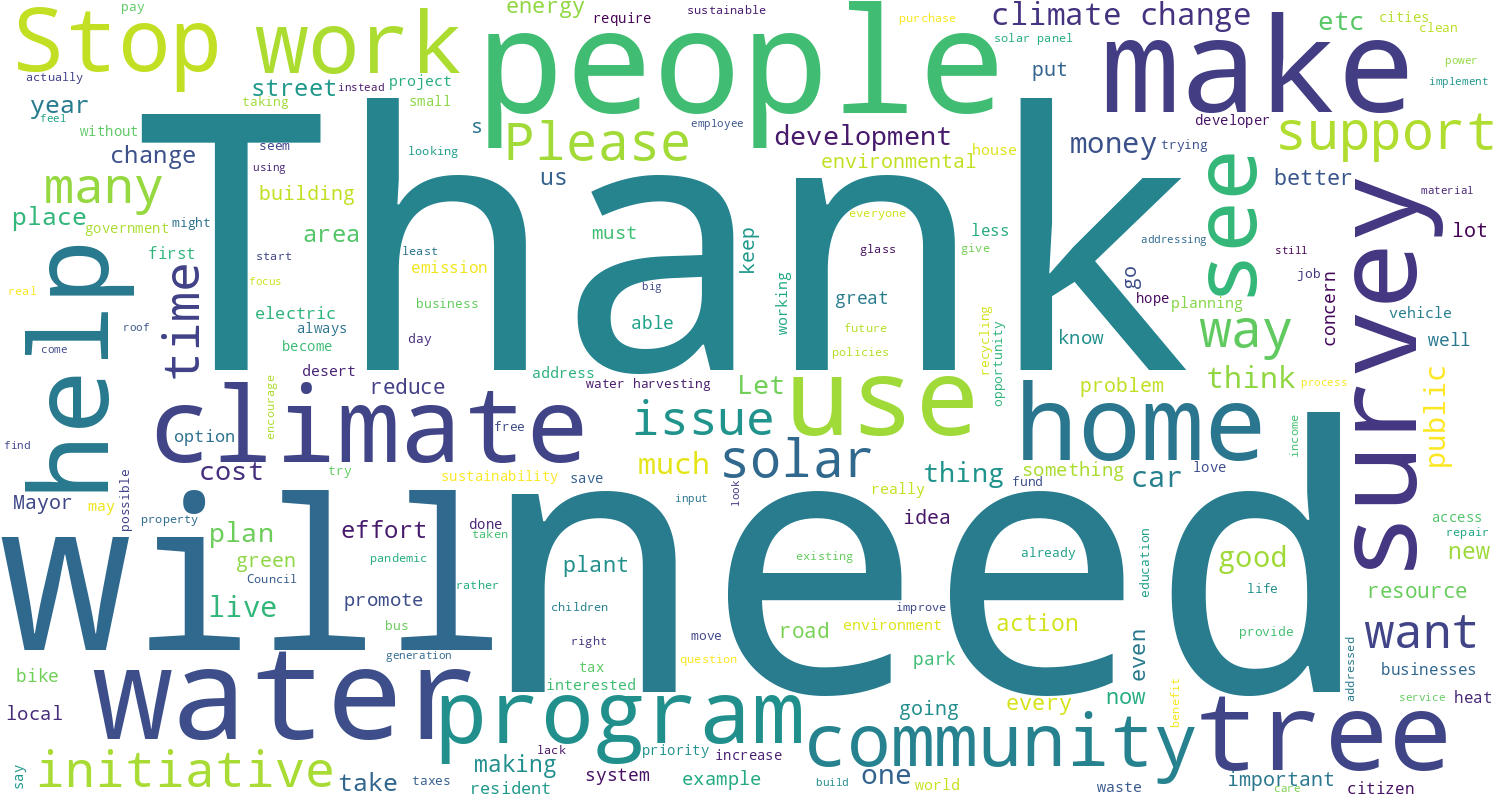 pay
energy
require
sustainable
purchase
climate change
etc
cities
clean
Stop
work
people
make
solar panel
put
power
actually
instead
project
implement
year
street
taking
small
feel
without
seem
s
employee
Please
development
developer
support
looking
environmental
house
money
trying
change
using
us
see
better
many
building
survey
material
place
government
might
everyone
Thank
area
must
keep
less
lot
first
start
least
emission
glass
give
addressing
still
help
time
focus
big
working
great
go
hope
planning
job
concern
real
electric
business
able
roof
always
future
recycling
opportunity
know
way
vehicle
well
come
become
day
policies
desert
address
reduce
water harvesting
Let
use
problem
think
process
climate
encourage
option
free
issue
home
income
public
find
cost
try
sustainability
save
much
solar
thing
something
car
love
Mayor
may
possible
property
input
look
really
fund
idea
access
repair
will
need
plan
effort
done
taken
green
pandemic
Council
plant
existing
already
education
good
new
live
promote
rather
children
improve
life
resource
bus
road
environment
action
even
provide
want
generation
right
move
question
park
addressed
businesses
bike
water
tax
interested
program
going
every
now
benefit
service
heat
local
community
tree
say
initiative
take
taxes
making
lack
priority
increase
one
important
resident
system
example
build
world
waste
care
citizen